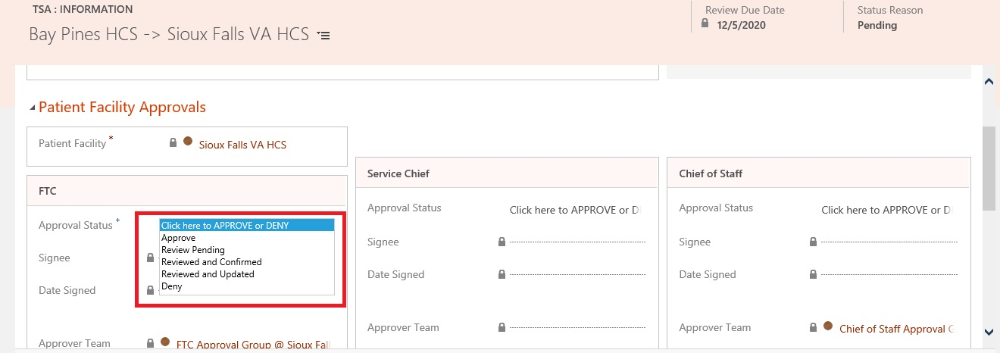 TSA : INFORMATION
Bay Pines HCS -> Sioux Falls VA HCS
Review Due Date
12/5/2020
Status Reason
Pending
Patient Facility Approvals
Patient Facility *
Sioux Falls VA HCS
FTC
Approval Status +
Click here to APPROVE or DENY
Approve
Review Pending
Reviewed and Confirmed
Reviewed and Updated
Deny
Signee
Date Signed
Approver Team
FTC Approval Group @ Sioux Fall
Service Chief
Approval Status
Click here to APPROVE or D
Signee
Date Signed
Approver Team
Chief of Staff
Approval Status
Click here to APPROVE or D
Signee
Date Signed
Approver Team
Chief of Staff Approval G